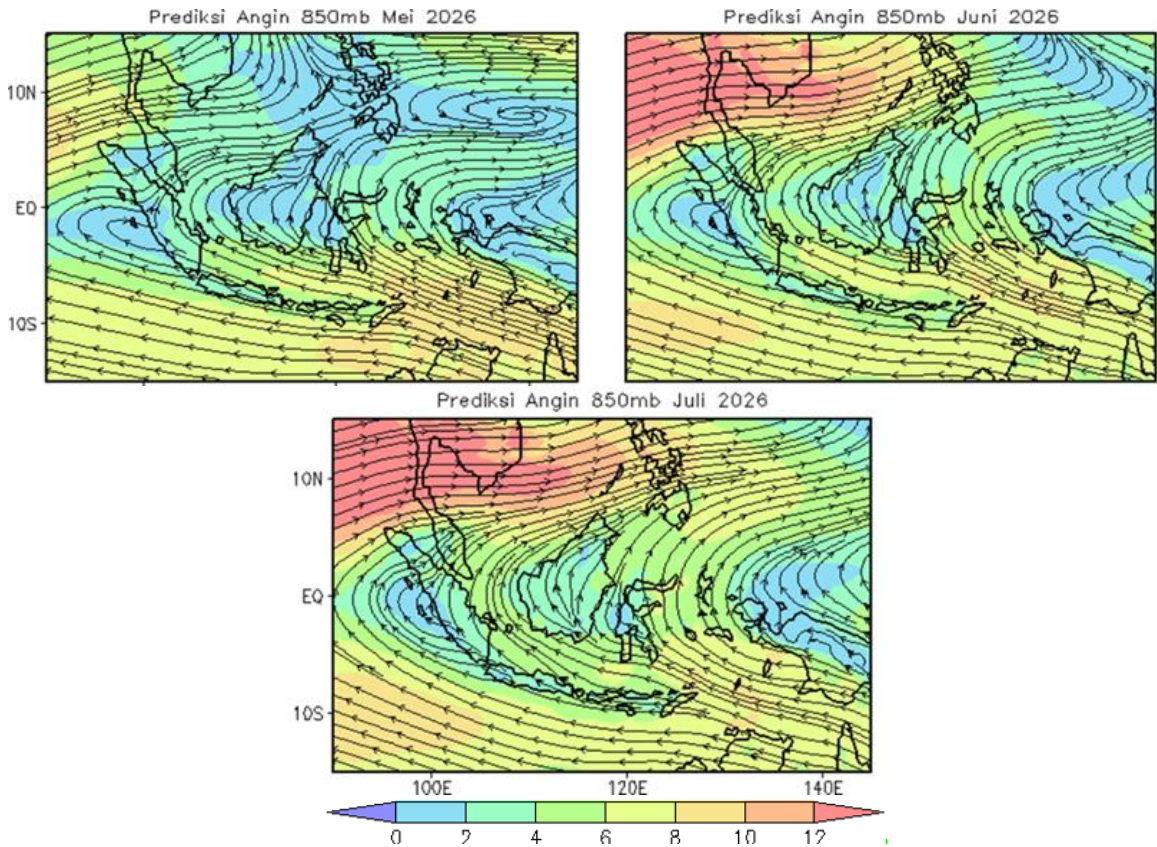 Prediksi Angin 850mb Mei 2026
Prediksi Angin 850mb Juni 2026
10N
EQ
10S
Prediksi Angin 850mb Juli 2026
10N
EQ
10S
100E 120E 140E
0 2 4 6 8 10 12